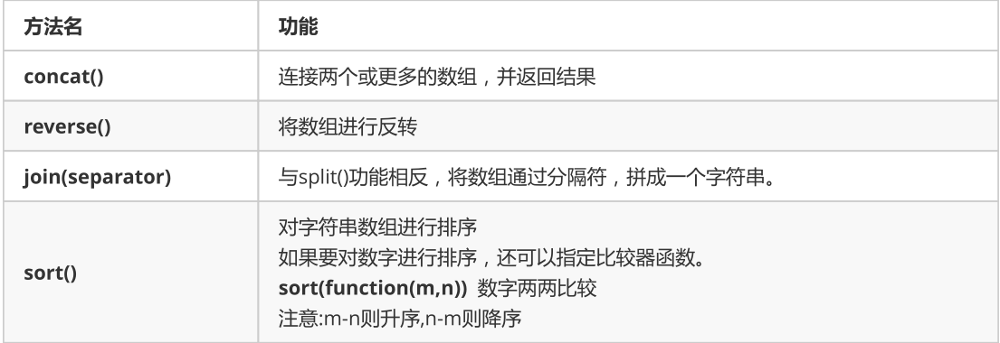 方法名 功能
concat() 连接两个或更多的数组，并返回结果
reverse() 将数组进行反转
join(separator) 与split()功能相反，将数组通过分隔符，拼成一个字符串。
sort() 对字符串数组进行排序
如果要对数字进行排序，还可以指定比较器函数。
sort(function(m,n)) 数字两两比较
注意:m-n则升序,n-m则降序